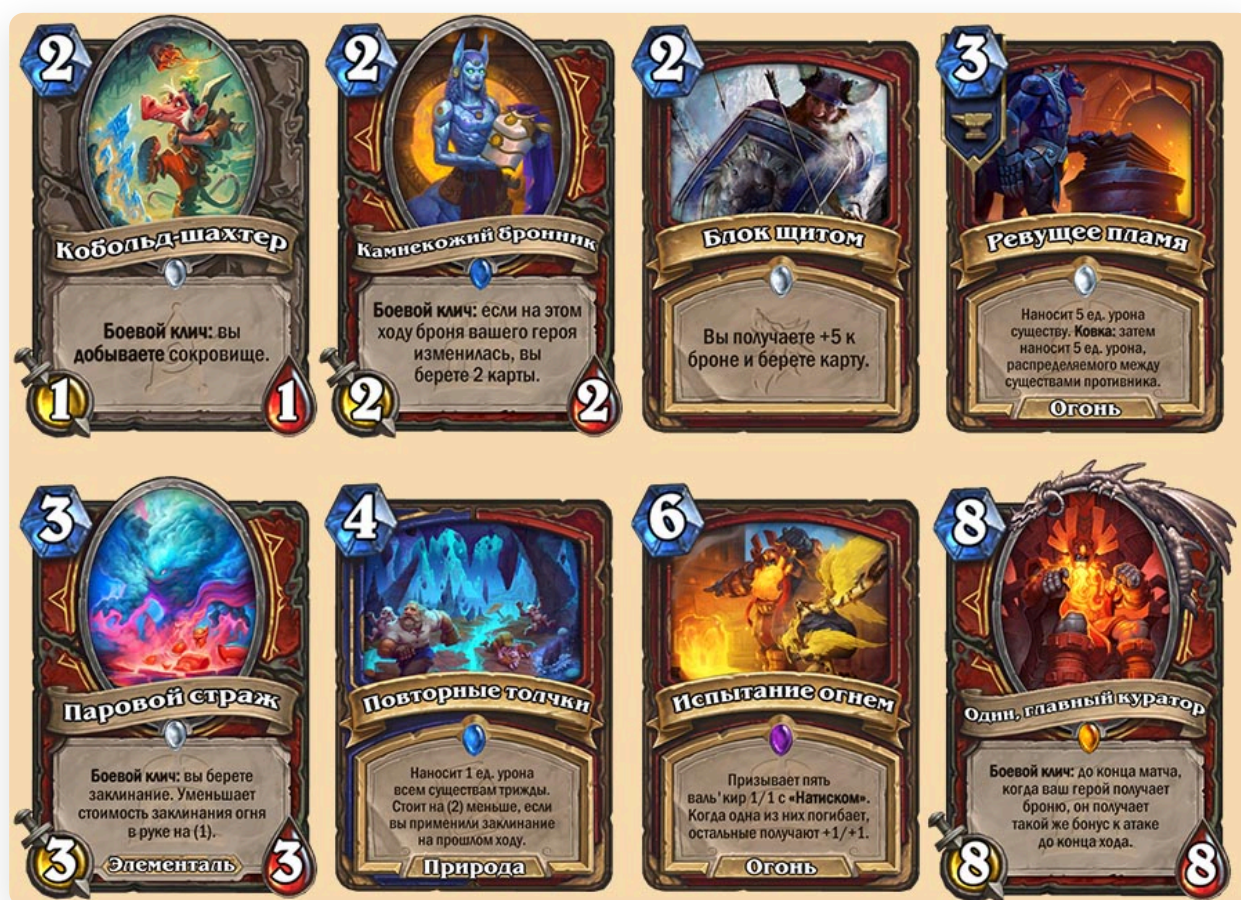 2
Кобольд-шахтер
Боевой клич: вы
добываете сокровище.
1
1
2
Камнекожий бронник
Боевой клич: если на этом
ходу броня вашего героя
изменилась, вы
берете 2 карты.
2
2
2
Блок щитом
Вы получаете +5 к
броне и берете карту.
3
Ревущее пламя
Наносит 5 ед. урона
существу. Ковка: затем
наносит 5 ед. урона,
распределяемого между
существами противника.
Огонь
3
Паровой страж
Боевой клич: вы берете
заклинание. Уменьшает
стоимость заклинания огня
в руке на (1).
3
Элементаль
3
4
Повторные толчки
Наносит 1 ед. урона
всем существам трижды.
Стоит на (2) меньше, если
вы применили заклинание
на прошлом ходу.
Природа
6
Испытание огнем
Призывает пять
валь'кир 1/1 с «Натиском».
Когда одна из них погибает,
остальные получают +1/+1.
Огонь
8
Один, главный куратор
Боевой клич: до конца матча,
когда ваш герой получает
броню, он получает
такой же бонус к атаке
до конца хода.
8
8